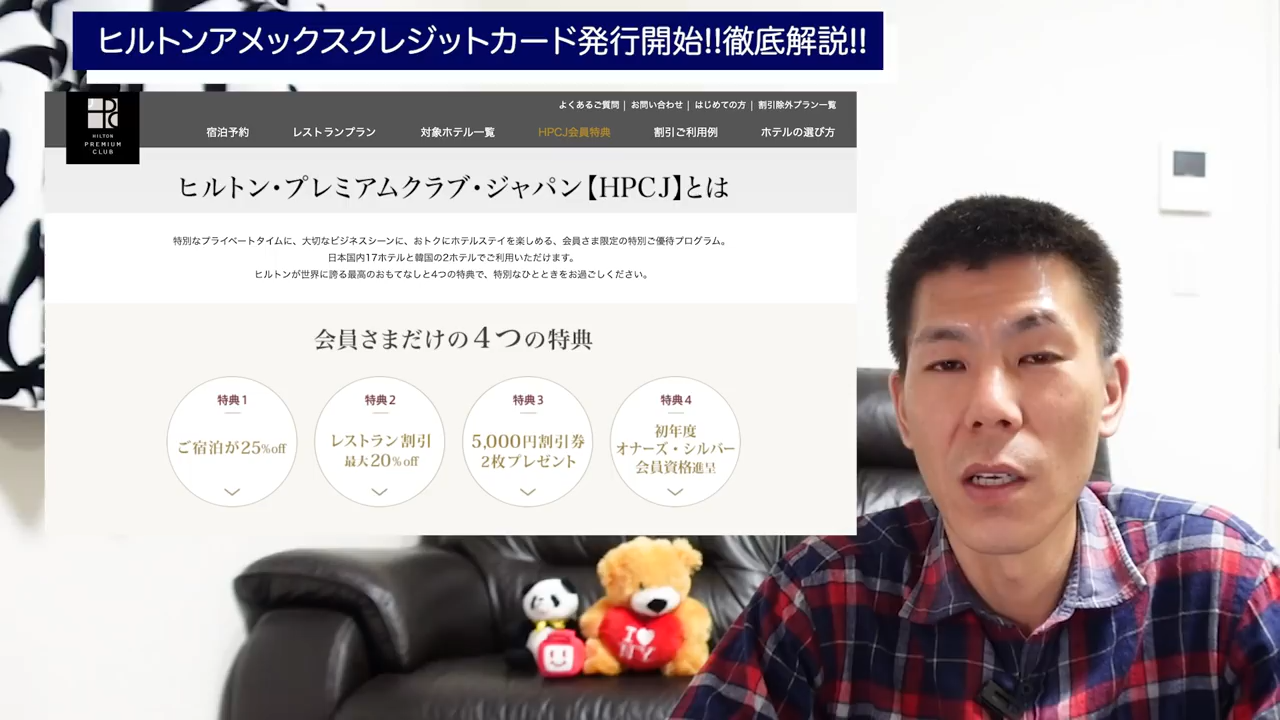 ヒルトンアメックスクレジットカード発行開始!!徹底解説!!
よくあるご質問 | お問い合わせ | はじめての方 | 割引除外プラン一覧
HILTON
PREMIUM
CLUB
宿泊予約 レストランプラン 対象ホテル一覧 HPCJ会員特典 割引ご利用例 ホテルの選び方
ヒルトン・プレミアムクラブ・ジャパン【HPCJ】とは
特別なプライベートタイムに、大切なビジネスシーンに、おトクにホテルステイを楽しめる、会員さま限定の特別ご優待プログラム。
日本国内17ホテルと韓国の2ホテルでご利用いただけます。
ヒルトンが世界に誇る最高のおもてなしと4つの特典で、特別なひとときをお過ごしください。
会員さまだけの4つの特典
特典1
ご宿泊が25%off
特典2
レストラン割引
最大20%off
特典3
5,000円割引券
2枚プレゼント
特典4
初年度
オナーズ・シルバー
会員資格進呈
I ♥
NY